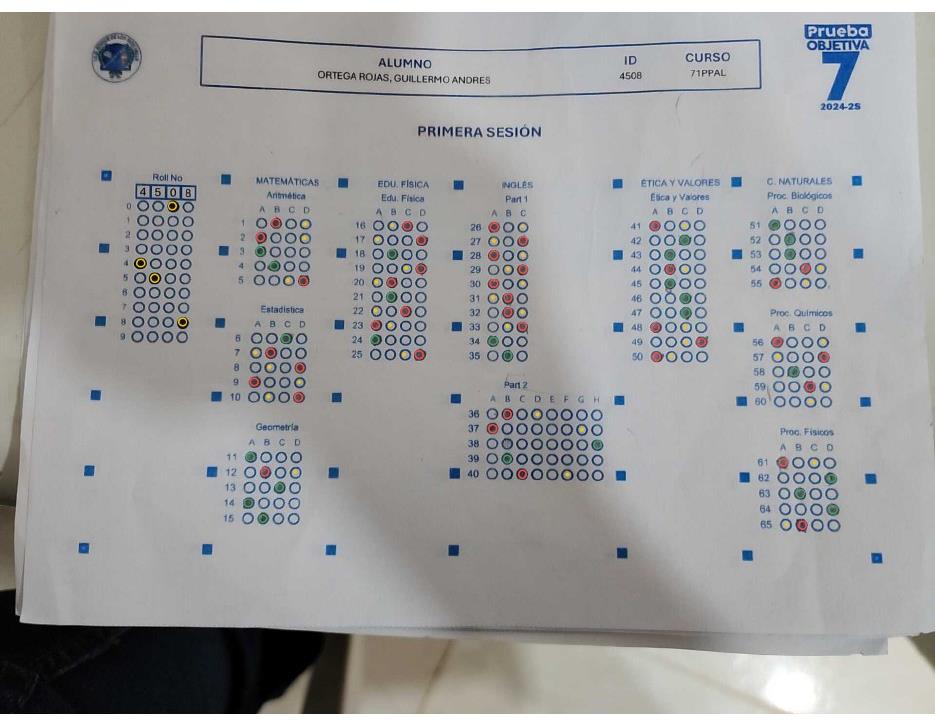 Prueba
OBJETIVA
7
2024-2S
ALUMNO ID CURSO
ORTEGA ROJAS, GUILLERMO ANDRES 4508 71PPAL
PRIMERA SESIÓN
Roll No
4 5 0 8
0
1
2
3
4
5
6
7
8
9
MATEMÁTICAS
Aritmética
A B C D
1
2
3
4
5
Estadística
A B C D
6
7
8
9
10
Geometría
A B C D
11
12
13
14
15
EDU. FÍSICA
Edu. Física
A B C D
16
17
18
19
20
21
22
23
24
25
INGLÉS
Part 1
A B C
26
27
28
29
30
31
32
33
34
35
Part 2
A B C D E F G H
36
37
38
39
40
ÉTICA Y VALORES
Ética y Valores
A B C D
41
42
43
44
45
46
47
48
49
50
C. NATURALES
Proc. Biológicos
A B C D
51
52
53
54
55
Proc. Químicos
A B C D
56
57
58
59
60
Proc. Físicos
A B C D
61
62
63
64
65